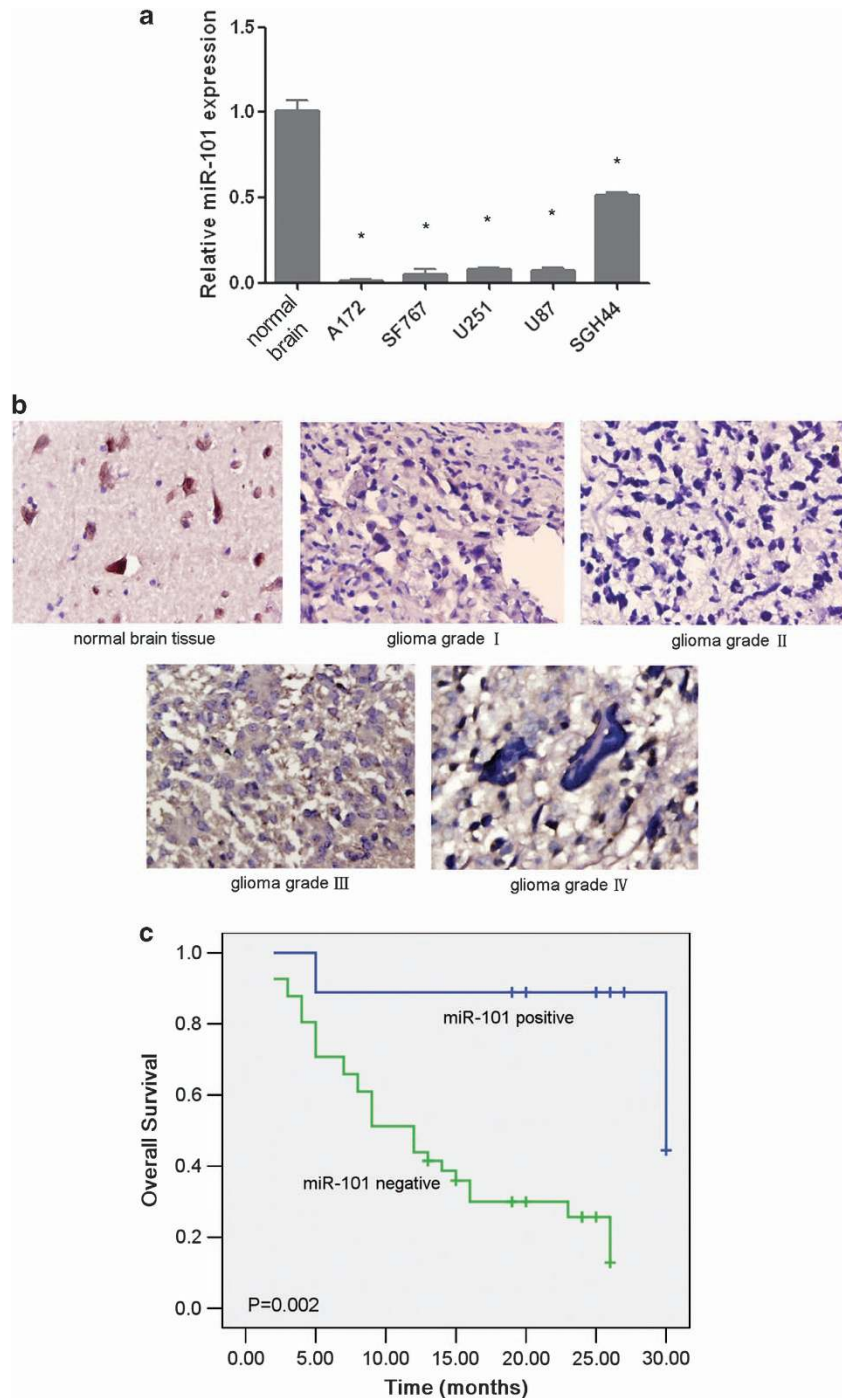 a
Relative miR-101 expression
1.5
1.0
0.5
0.0
*
*
*
*
*
normal
brain
A172
SF767
U251
U87
SGH44
b
normal brain tissue
glioma grade Ⅰ
glioma grade Ⅱ
glioma grade Ⅲ
glioma grade Ⅳ
c
Overall Survival
1.0
0.8
0.6
0.4
0.2
0.0
miR-101 positive
miR-101 negative
P=0.002
0.00 5.00 10.00 15.00 20.00 25.00 30.00
Time (months)